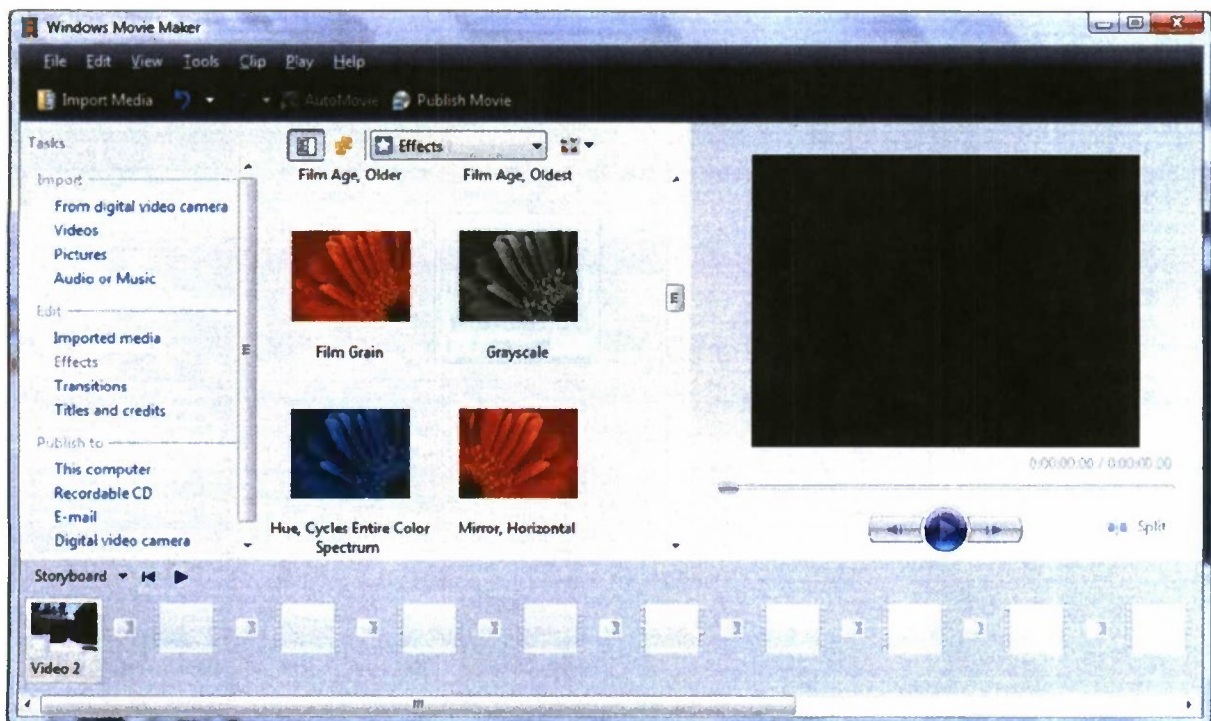 Windows Movie Maker
File Edit View Tools Clip Play Help
Import Media AutoMovie Publish Movie
Tasks
Import
From digital video camera
Videos
Pictures
Audio or Music
Edit
Imported media
Effects
Transitions
Titles and credits
Publish to
This computer
Recordable CD
E-mail
Digital video camera
Effects
Film Age, Older Film Age, Oldest
Film Grain Grayscale
Hue, Cycles Entire Color
Spectrum
Mirror, Horizontal
0:00:00.00 / 0:00:00.00
Split
Storyboard
Video 2